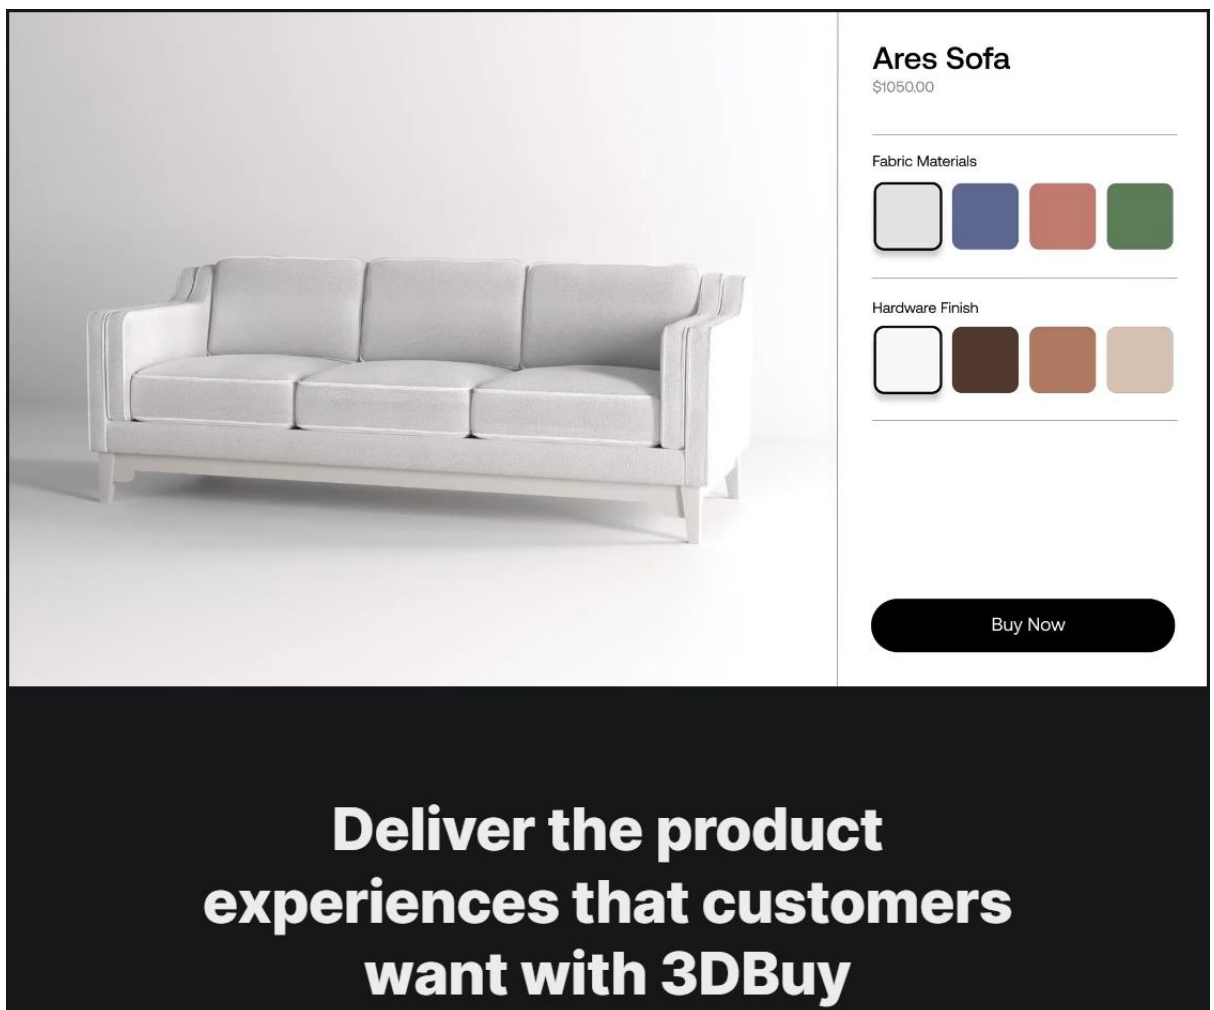 Ares Sofa
$1050.00
Fabric Materials
Hardware Finish
Buy Now
Deliver the product
experiences that customers
want with 3DBuy